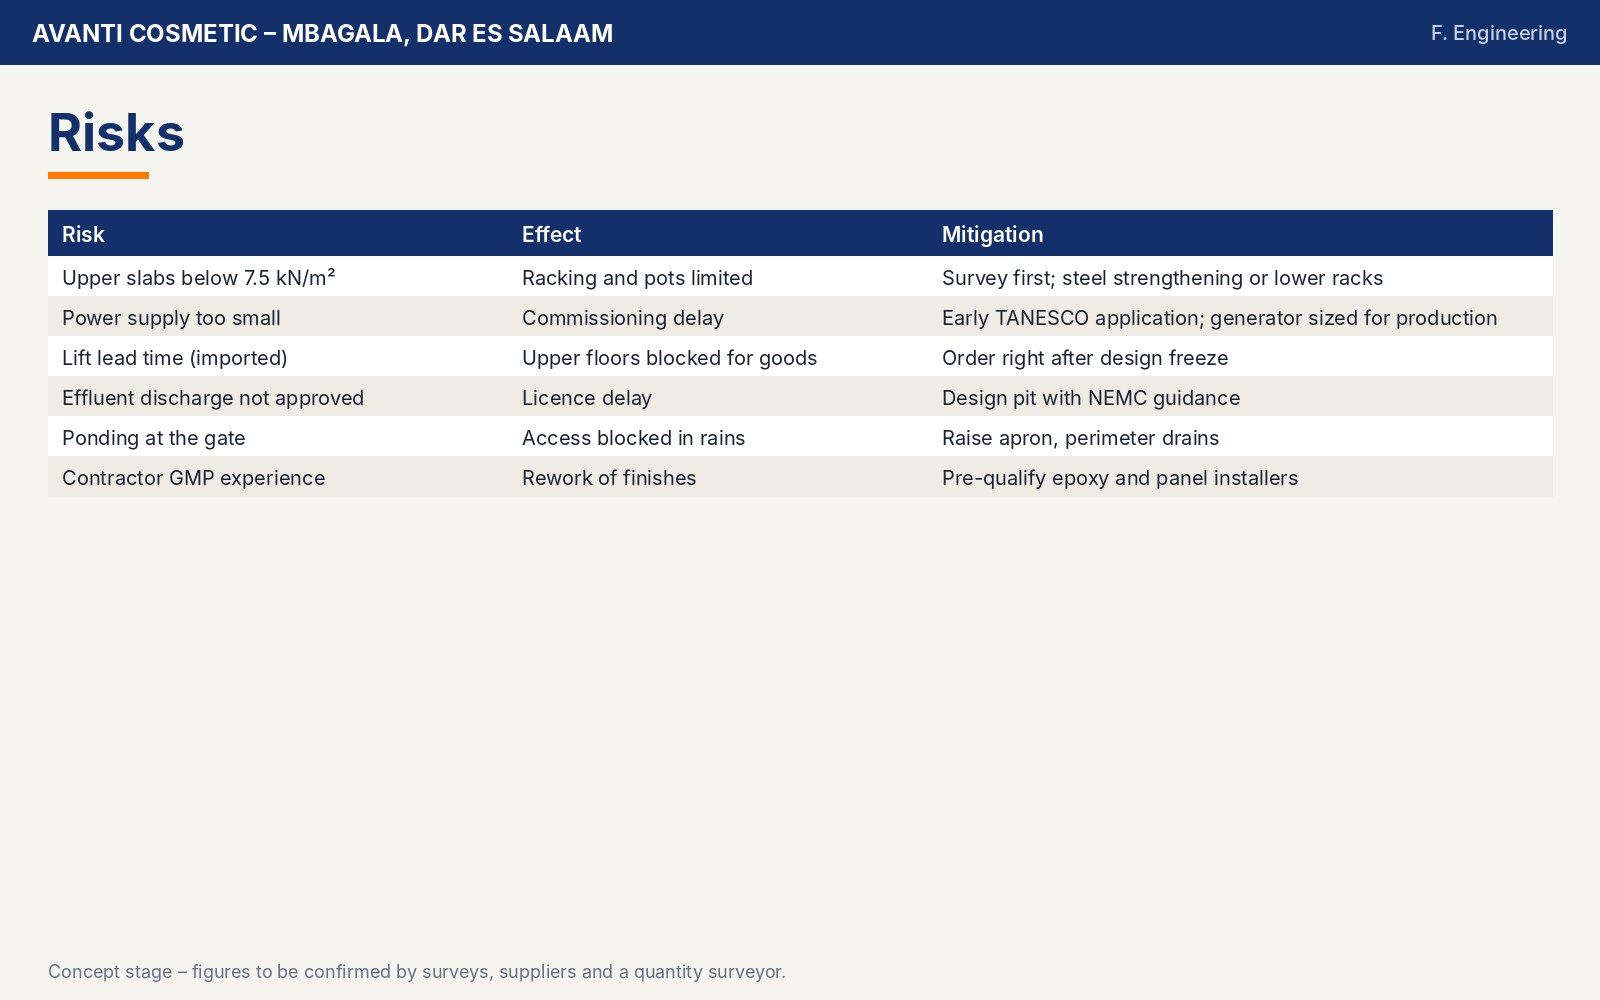 AVANTI COSMETIC – MBAGALA, DAR ES SALAAM
F. Engineering
Risks
Risk Effect Mitigation
Upper slabs below 7.5 kN/m² Racking and pots limited Survey first; steel strengthening or lower racks
Power supply too small Commissioning delay Early TANESCO application; generator sized for production
Lift lead time (imported) Upper floors blocked for goods Order right after design freeze
Effluent discharge not approved Licence delay Design pit with NEMC guidance
Ponding at the gate Access blocked in rains Raise apron, perimeter drains
Contractor GMP experience Rework of finishes Pre-qualify epoxy and panel installers
Concept stage – figures to be confirmed by surveys, suppliers and a quantity surveyor.